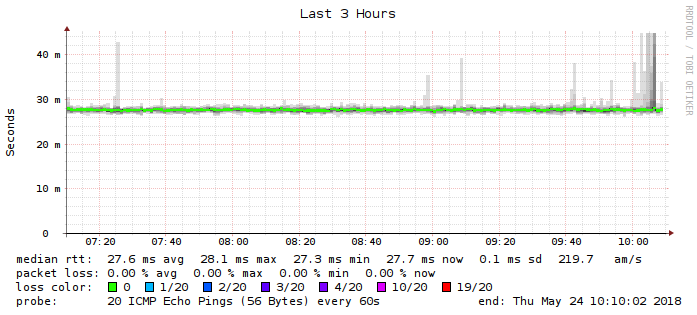 Last 3 Hours
RRDTOOL / TOBI OETIKER
Seconds
40 m
30 m
20 m
10 m
0
07:20 07:40 08:00 08:20 08:40 09:00 09:20 09:40 10:00
median rtt: 27.6 ms avg 28.1 ms max 27.3 ms min 27.7 ms now 0.1 ms sd 219.7 am/s
packet loss: 0.00 % avg 0.00 % max 0.00 % min 0.00 % now
loss color: 0 1/20 2/20 3/20 4/20 10/20 19/20
probe: 20 ICMP Echo Pings (56 Bytes) every 60s end: Thu May 24 10:10:02 2018